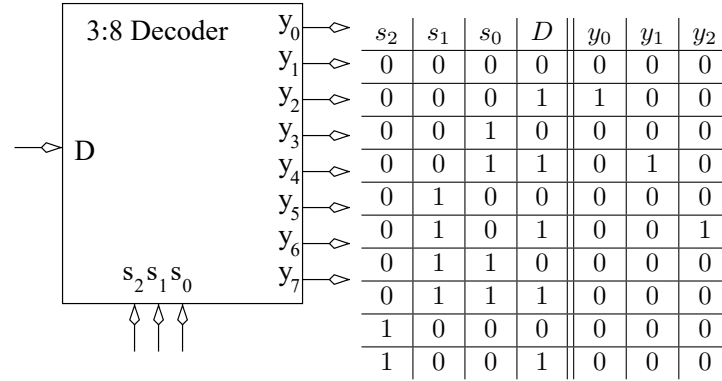 3:8 Decoder
D
y0
y1
y2
y3
y4
y5
y6
y7
s2 s1 s0
s2 s1 s0 D y0 y1 y2
0 0 0 0 0 0 0
0 0 0 1 1 0 0
0 0 1 0 0 0 0
0 0 1 1 0 1 0
0 1 0 0 0 0 0
0 1 0 1 0 0 1
0 1 1 0 0 0 0
0 1 1 1 0 0 0
1 0 0 0 0 0 0
1 0 0 1 0 0 0